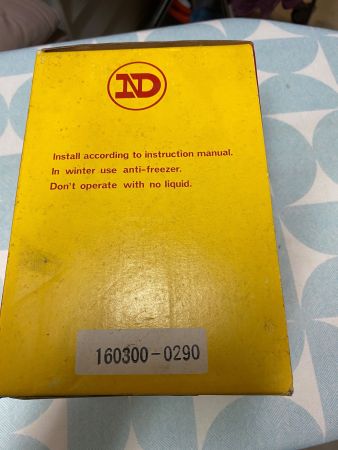 ND
Install according to instruction manual.
In winter use anti-freezer.
Don't operate with no liquid.
160300-0290